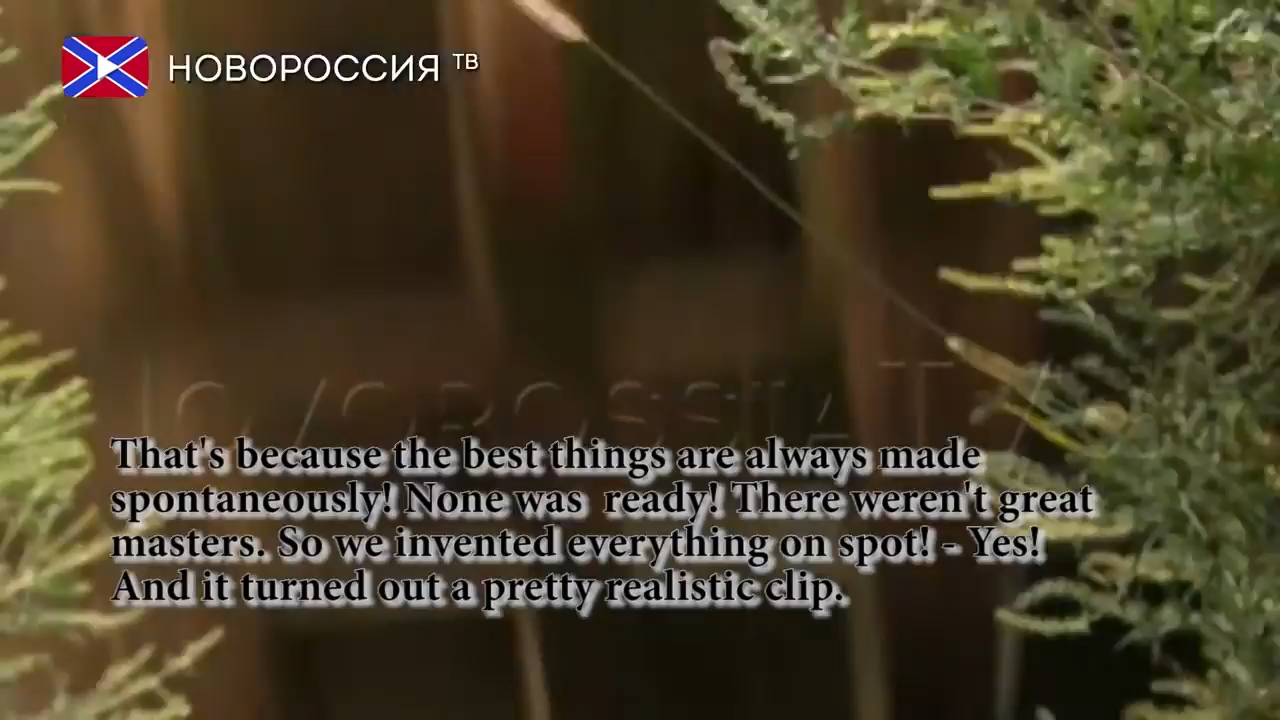 НОВОРОССИЯ ТВ
That's because the best things are always made
spontaneously! None was  ready! There weren't great
masters. So we invented everything on spot! - Yes!
And it turned out a pretty realistic clip.